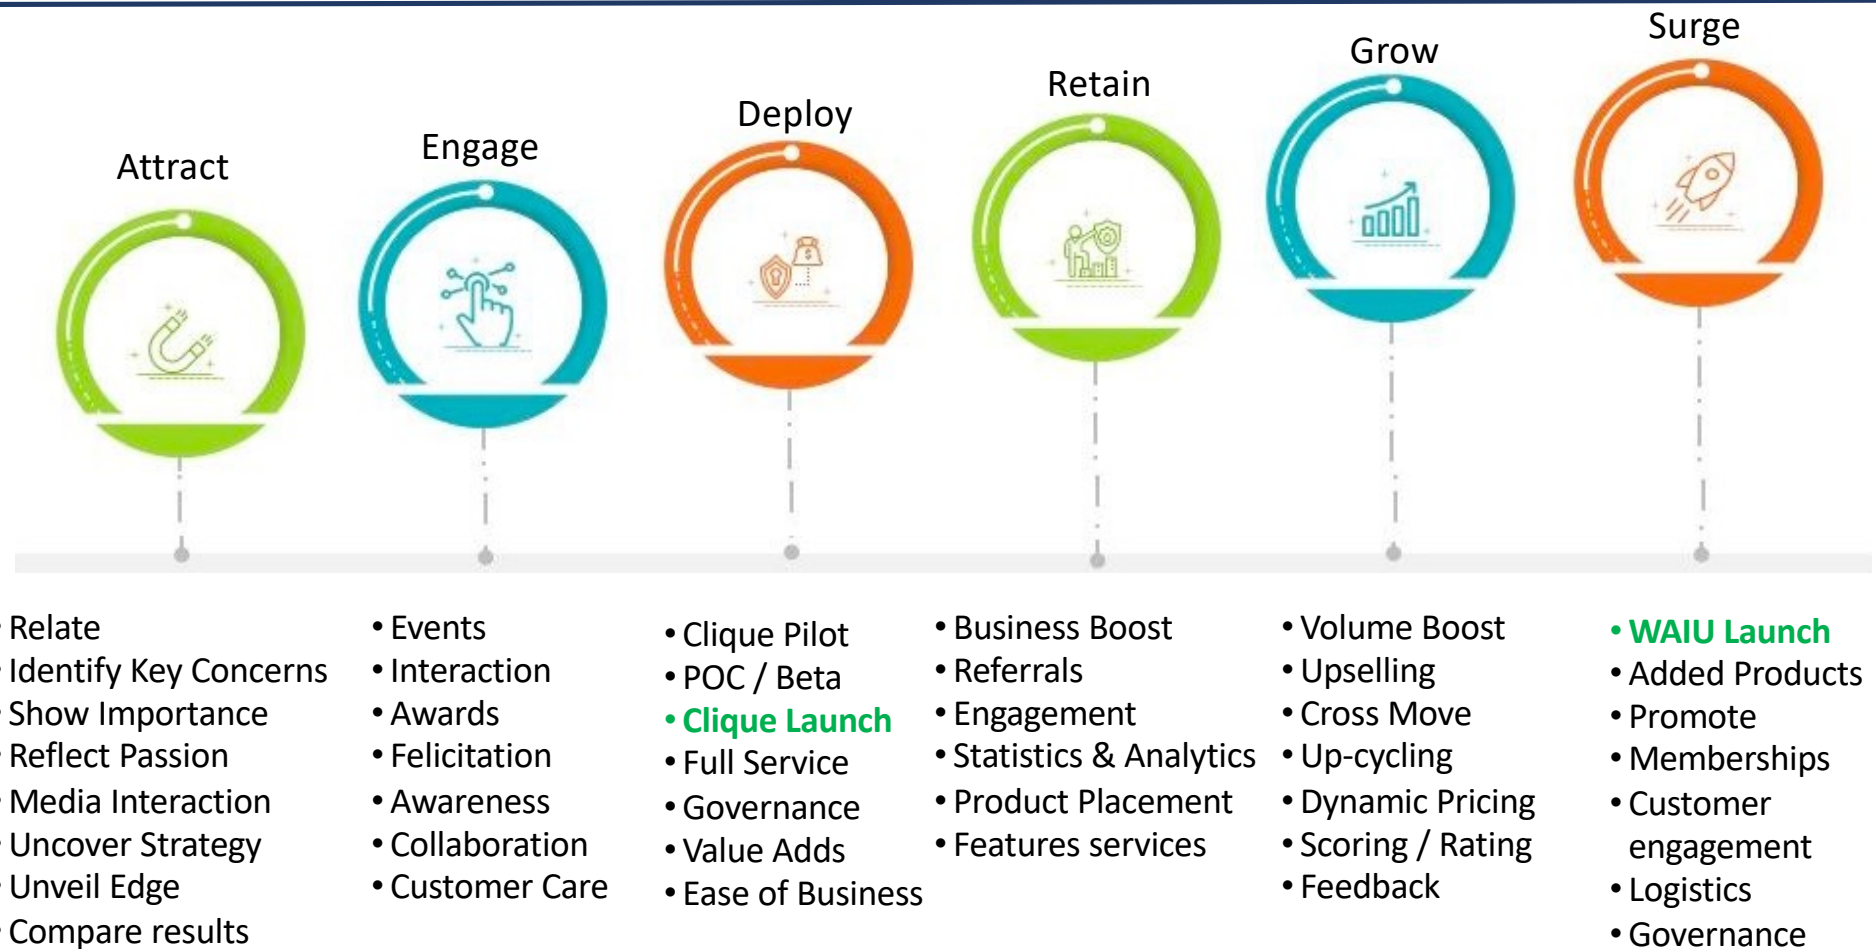 Attract
Engage
Deploy
Retain
Grow
Surge
• Relate
• Identify Key Concerns
• Show Importance
• Reflect Passion
• Media Interaction
• Uncover Strategy
• Unveil Edge
• Compare results
• Events
• Interaction
• Awards
• Felicitation
• Awareness
• Collaboration
• Customer Care
• Clique Pilot
• POC / Beta
• Clique Launch
• Full Service
• Governance
• Value Adds
• Ease of Business
• Business Boost
• Referrals
• Engagement
• Statistics & Analytics
• Product Placement
• Features services
• Volume Boost
• Upselling
• Cross Move
• Up-cycling
• Dynamic Pricing
• Scoring / Rating
• Feedback
• WAIU Launch
• Added Products
• Promote
• Memberships
• Customer
engagement
• Logistics
• Governance